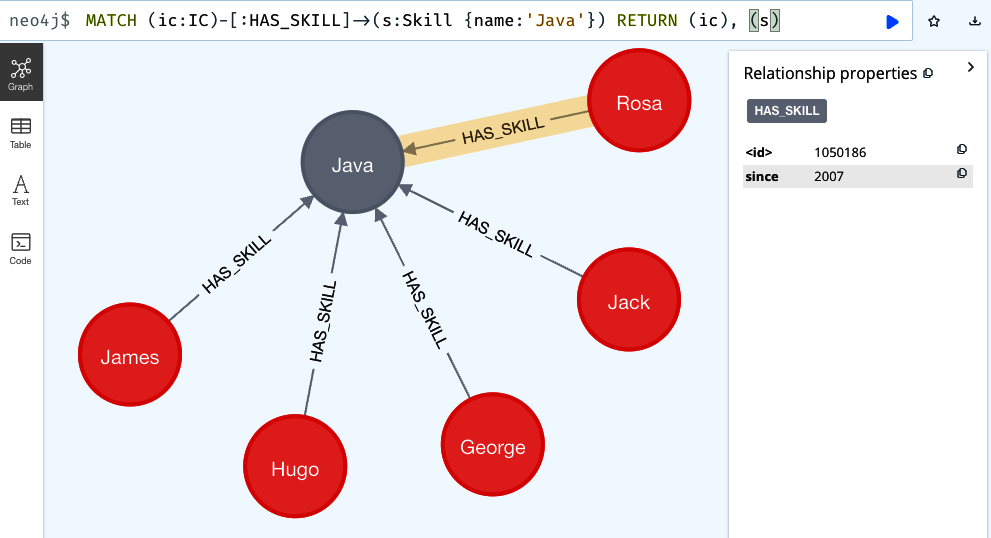 neo4j$ MATCH (ic:IC)-[:HAS_SKILL]→(s:Skill {name:'Java'}) RETURN (ic), (s)
Graph
Table
Text
Code
Java
Rosa
HAS_SKILL
HAS_SKILL
Jack
HAS_SKILL
James
HAS_SKILL
Hugo
HAS_SKILL
George
Relationship properties
HAS_SKILL
<id> 1050186
since 2007